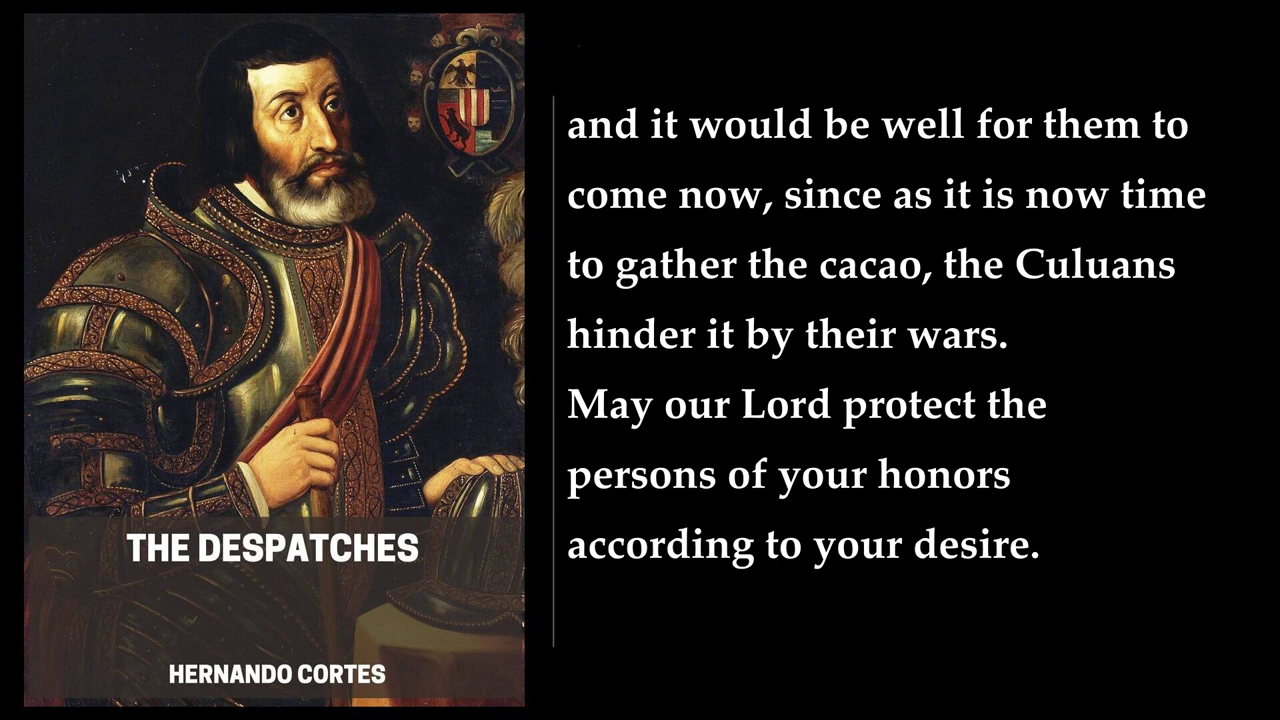 THE DESPATCHES
HERNANDO CORTES
and it would be well for them to
come now, since as it is now time
to gather the cacao, the Culuans
hinder it by their wars.
May our Lord protect the
persons of your honors
according to your desire.